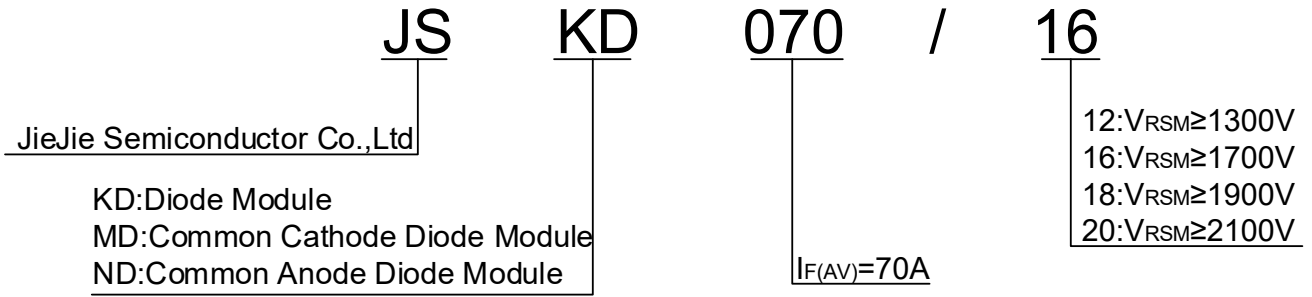 JS KD 070 / 16
JieJie Semiconductor Co.,Ltd
KD:Diode Module
MD:Common Cathode Diode Module
ND:Common Anode Diode Module
IF(AV)=70A
12:VRSM≥1300V
16:VRSM≥1700V
18:VRSM≥1900V
20:VRSM≥2100V